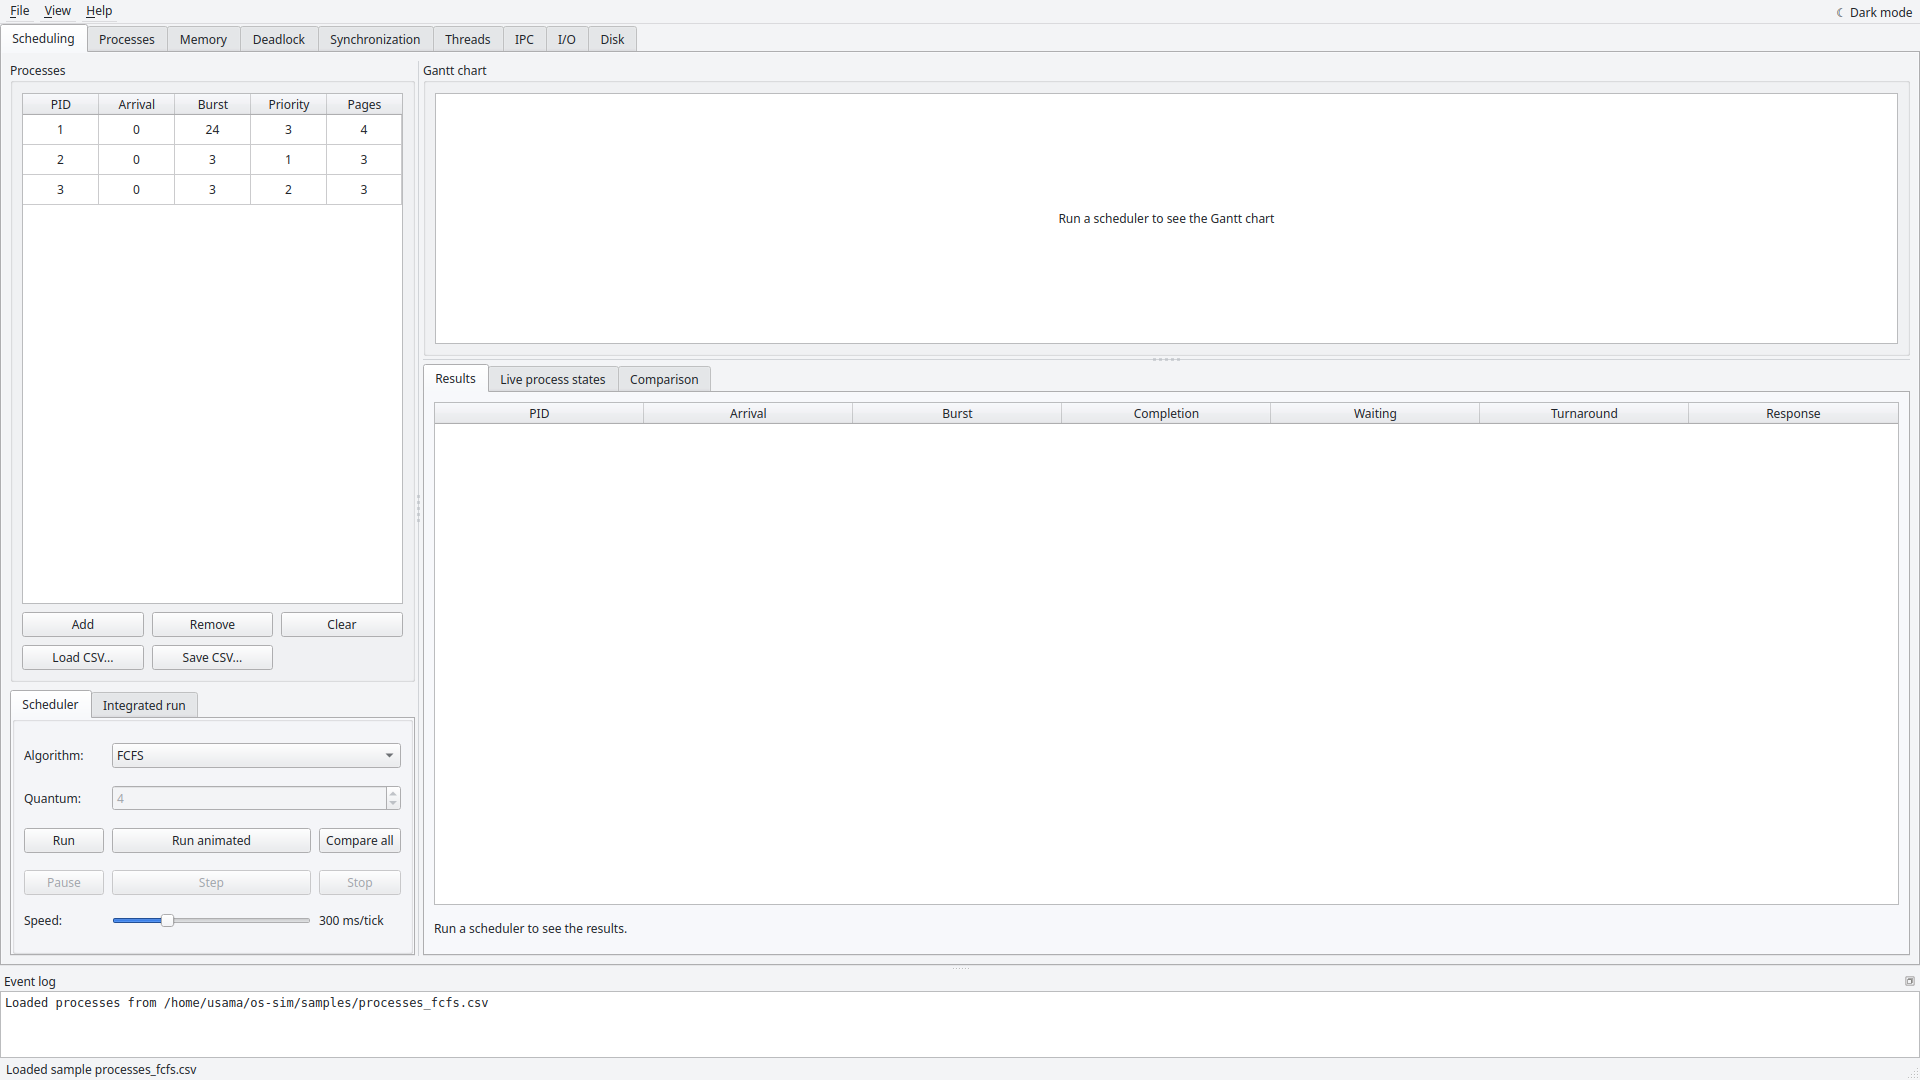 File View Help
☾ Dark mode
Scheduling Processes Memory Deadlock Synchronization Threads IPC I/O Disk
Processes
PID Arrival Burst Priority Pages
1 0 24 3 4
2 0 3 1 3
3 0 3 2 3
Add Remove Clear
Load CSV... Save CSV...
Scheduler Integrated run
Algorithm: FCFS
Quantum: 4
Run Run animated Compare all
Pause Step Stop
Speed: 300 ms/tick
Gantt chart
Run a scheduler to see the Gantt chart
Results Live process states Comparison
PID Arrival Burst Completion Waiting Turnaround Response
Run a scheduler to see the results.
Event log
Loaded processes from /home/usama/os-sim/samples/processes_fcfs.csv
Loaded sample processes_fcfs.csv